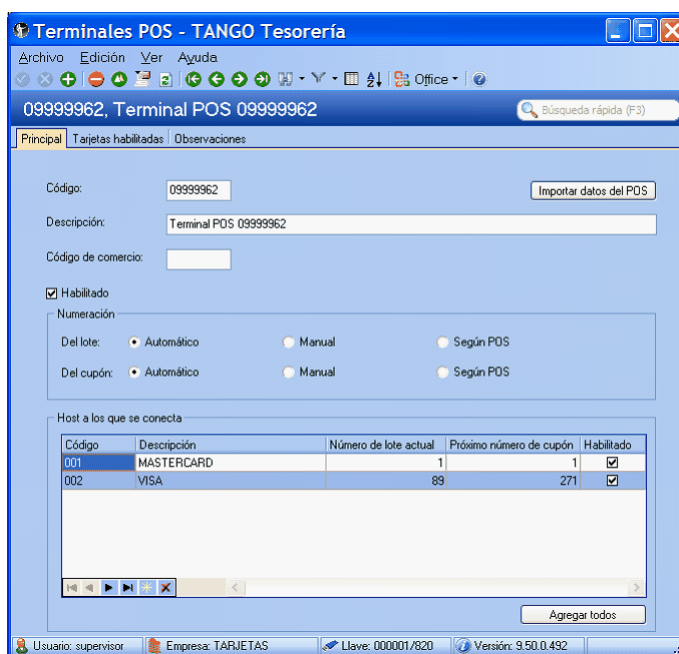 Terminales POS - TANGO Tesorería
Archivo Edición Ver Ayuda
Office
09999962, Terminal POS 09999962 Búsqueda rápida (F3)
Principal Tarjetas habilitadas Observaciones
Código: 09999962 Importar datos del POS
Descripción: Terminal POS 09999962
Código de comercio:
Habilitado
Numeración
Del lote: Automático Manual Según POS
Del cupón: Automático Manual Según POS
Host a los que se conecta
Código Descripción Número de lote actual Próximo número de cupón Habilitado
001 MASTERCARD 1 1
002 VISA 89 271
Agregar todos
Usuario: supervisor Empresa: TARJETAS Llave: 000001/820 Versión: 9.50.0.492